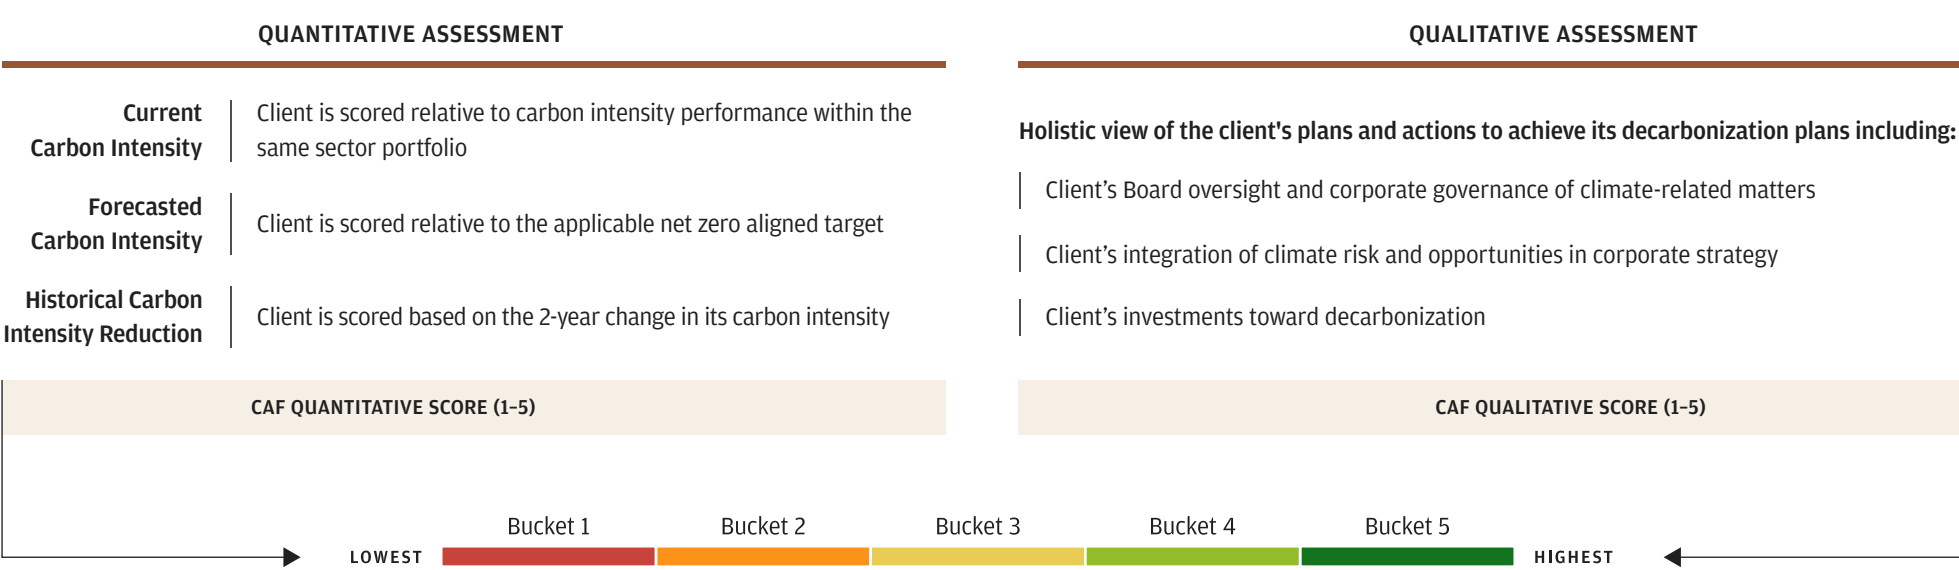 QUANTITATIVE ASSESSMENT
Current
Carbon Intensity
Client is scored relative to carbon intensity performance within the
same sector portfolio
Forecasted
Carbon Intensity
Client is scored relative to the applicable net zero aligned target
Historical Carbon
Intensity Reduction
Client is scored based on the 2-year change in its carbon intensity
CAF QUANTITATIVE SCORE (1–5)
QUALITATIVE ASSESSMENT
Holistic view of the client's plans and actions to achieve its decarbonization plans including:
Client’s Board oversight and corporate governance of climate-related matters
Client’s integration of climate risk and opportunities in corporate strategy
Client’s investments toward decarbonization
CAF QUALITATIVE SCORE (1–5)
Bucket 1 Bucket 2 Bucket 3 Bucket 4 Bucket 5
LOWEST HIGHEST